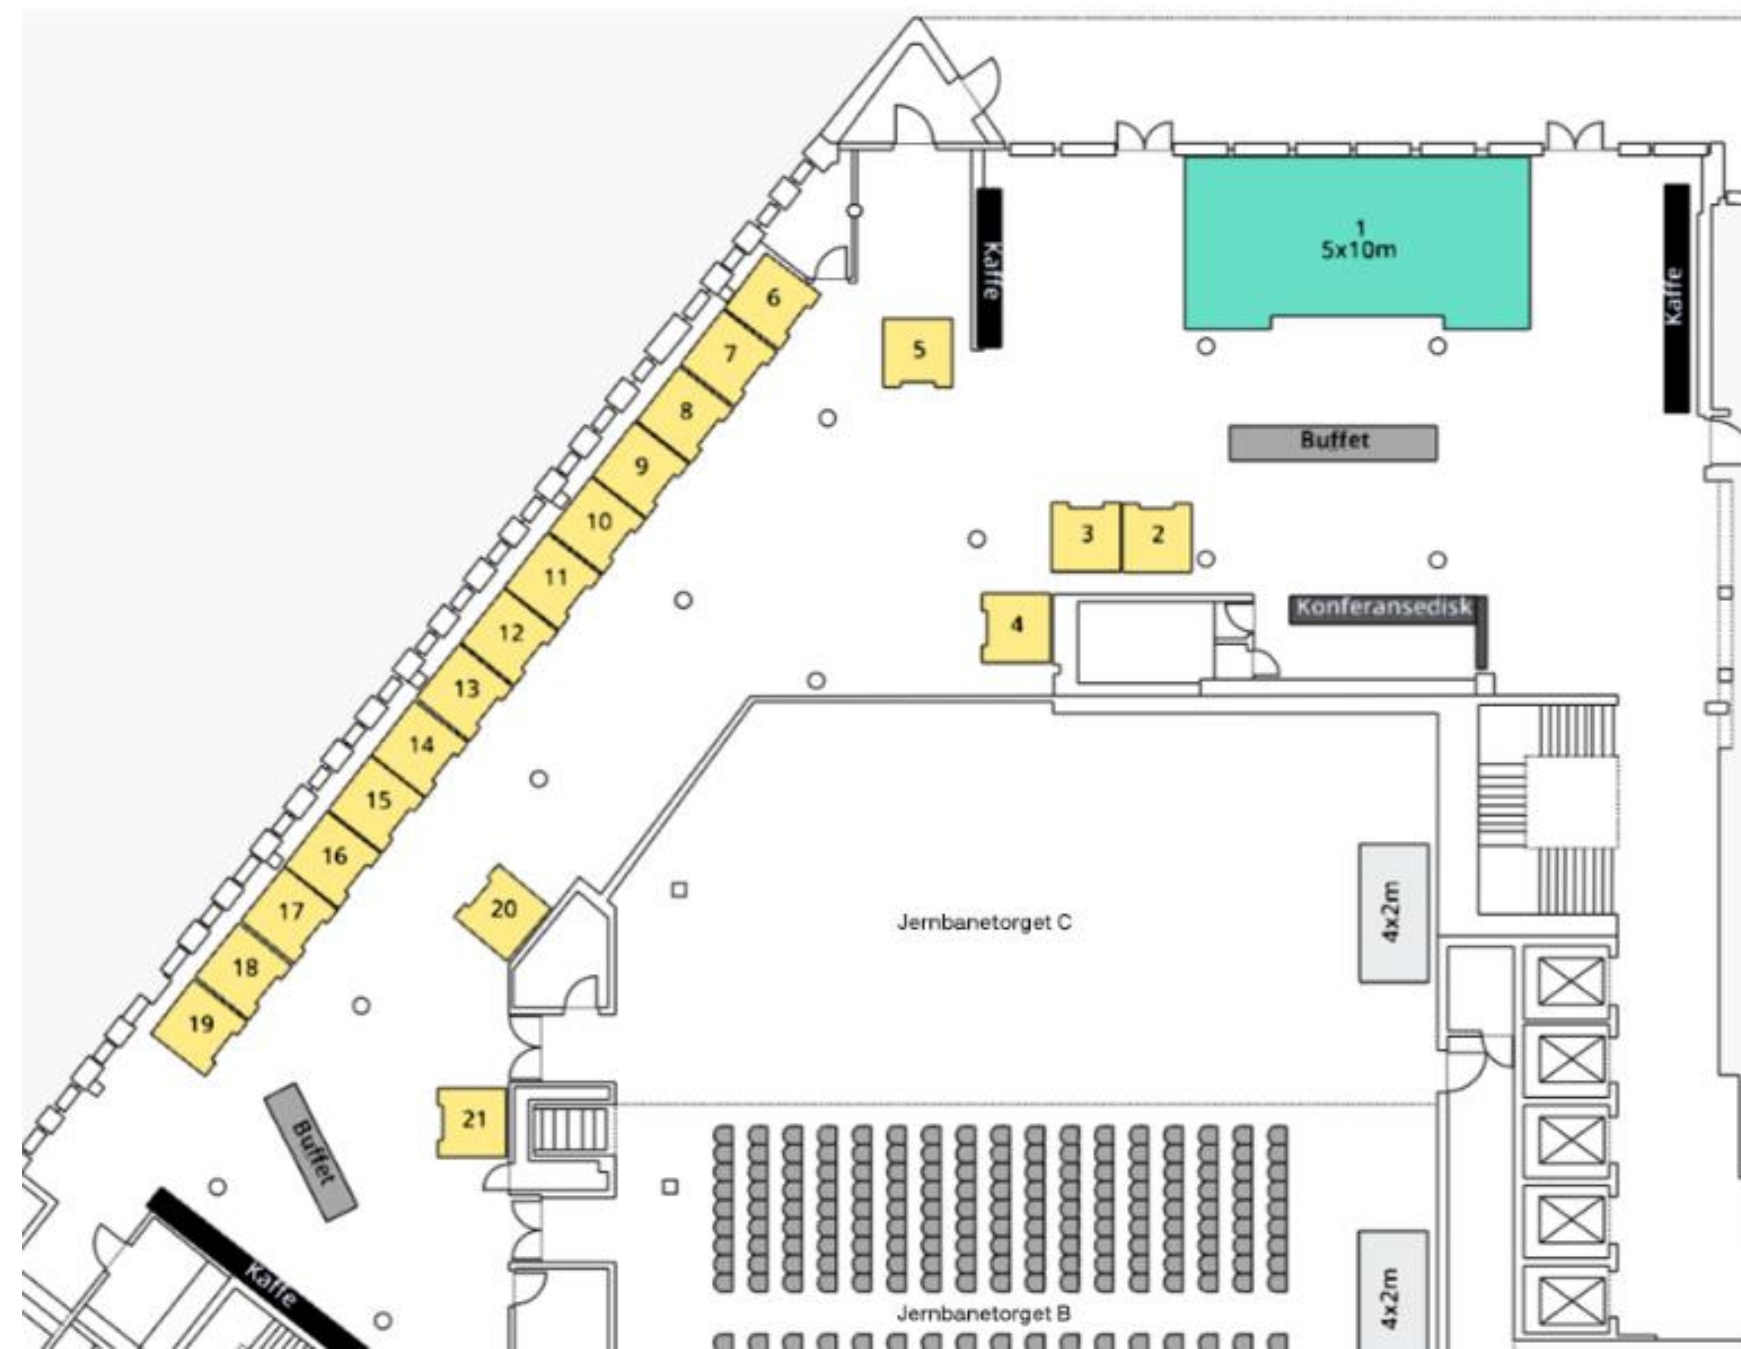 1
5x10m
Kaffe
Kaffe
6
7
5
8
Buffet
9
10
3
2
11
Konferansedisk
4
12
13
14
15
16
20
17
Jernbanetorget C
4x2m
18
19
21
Buffet
Kaffe
Jernbanetorget B
4x2m